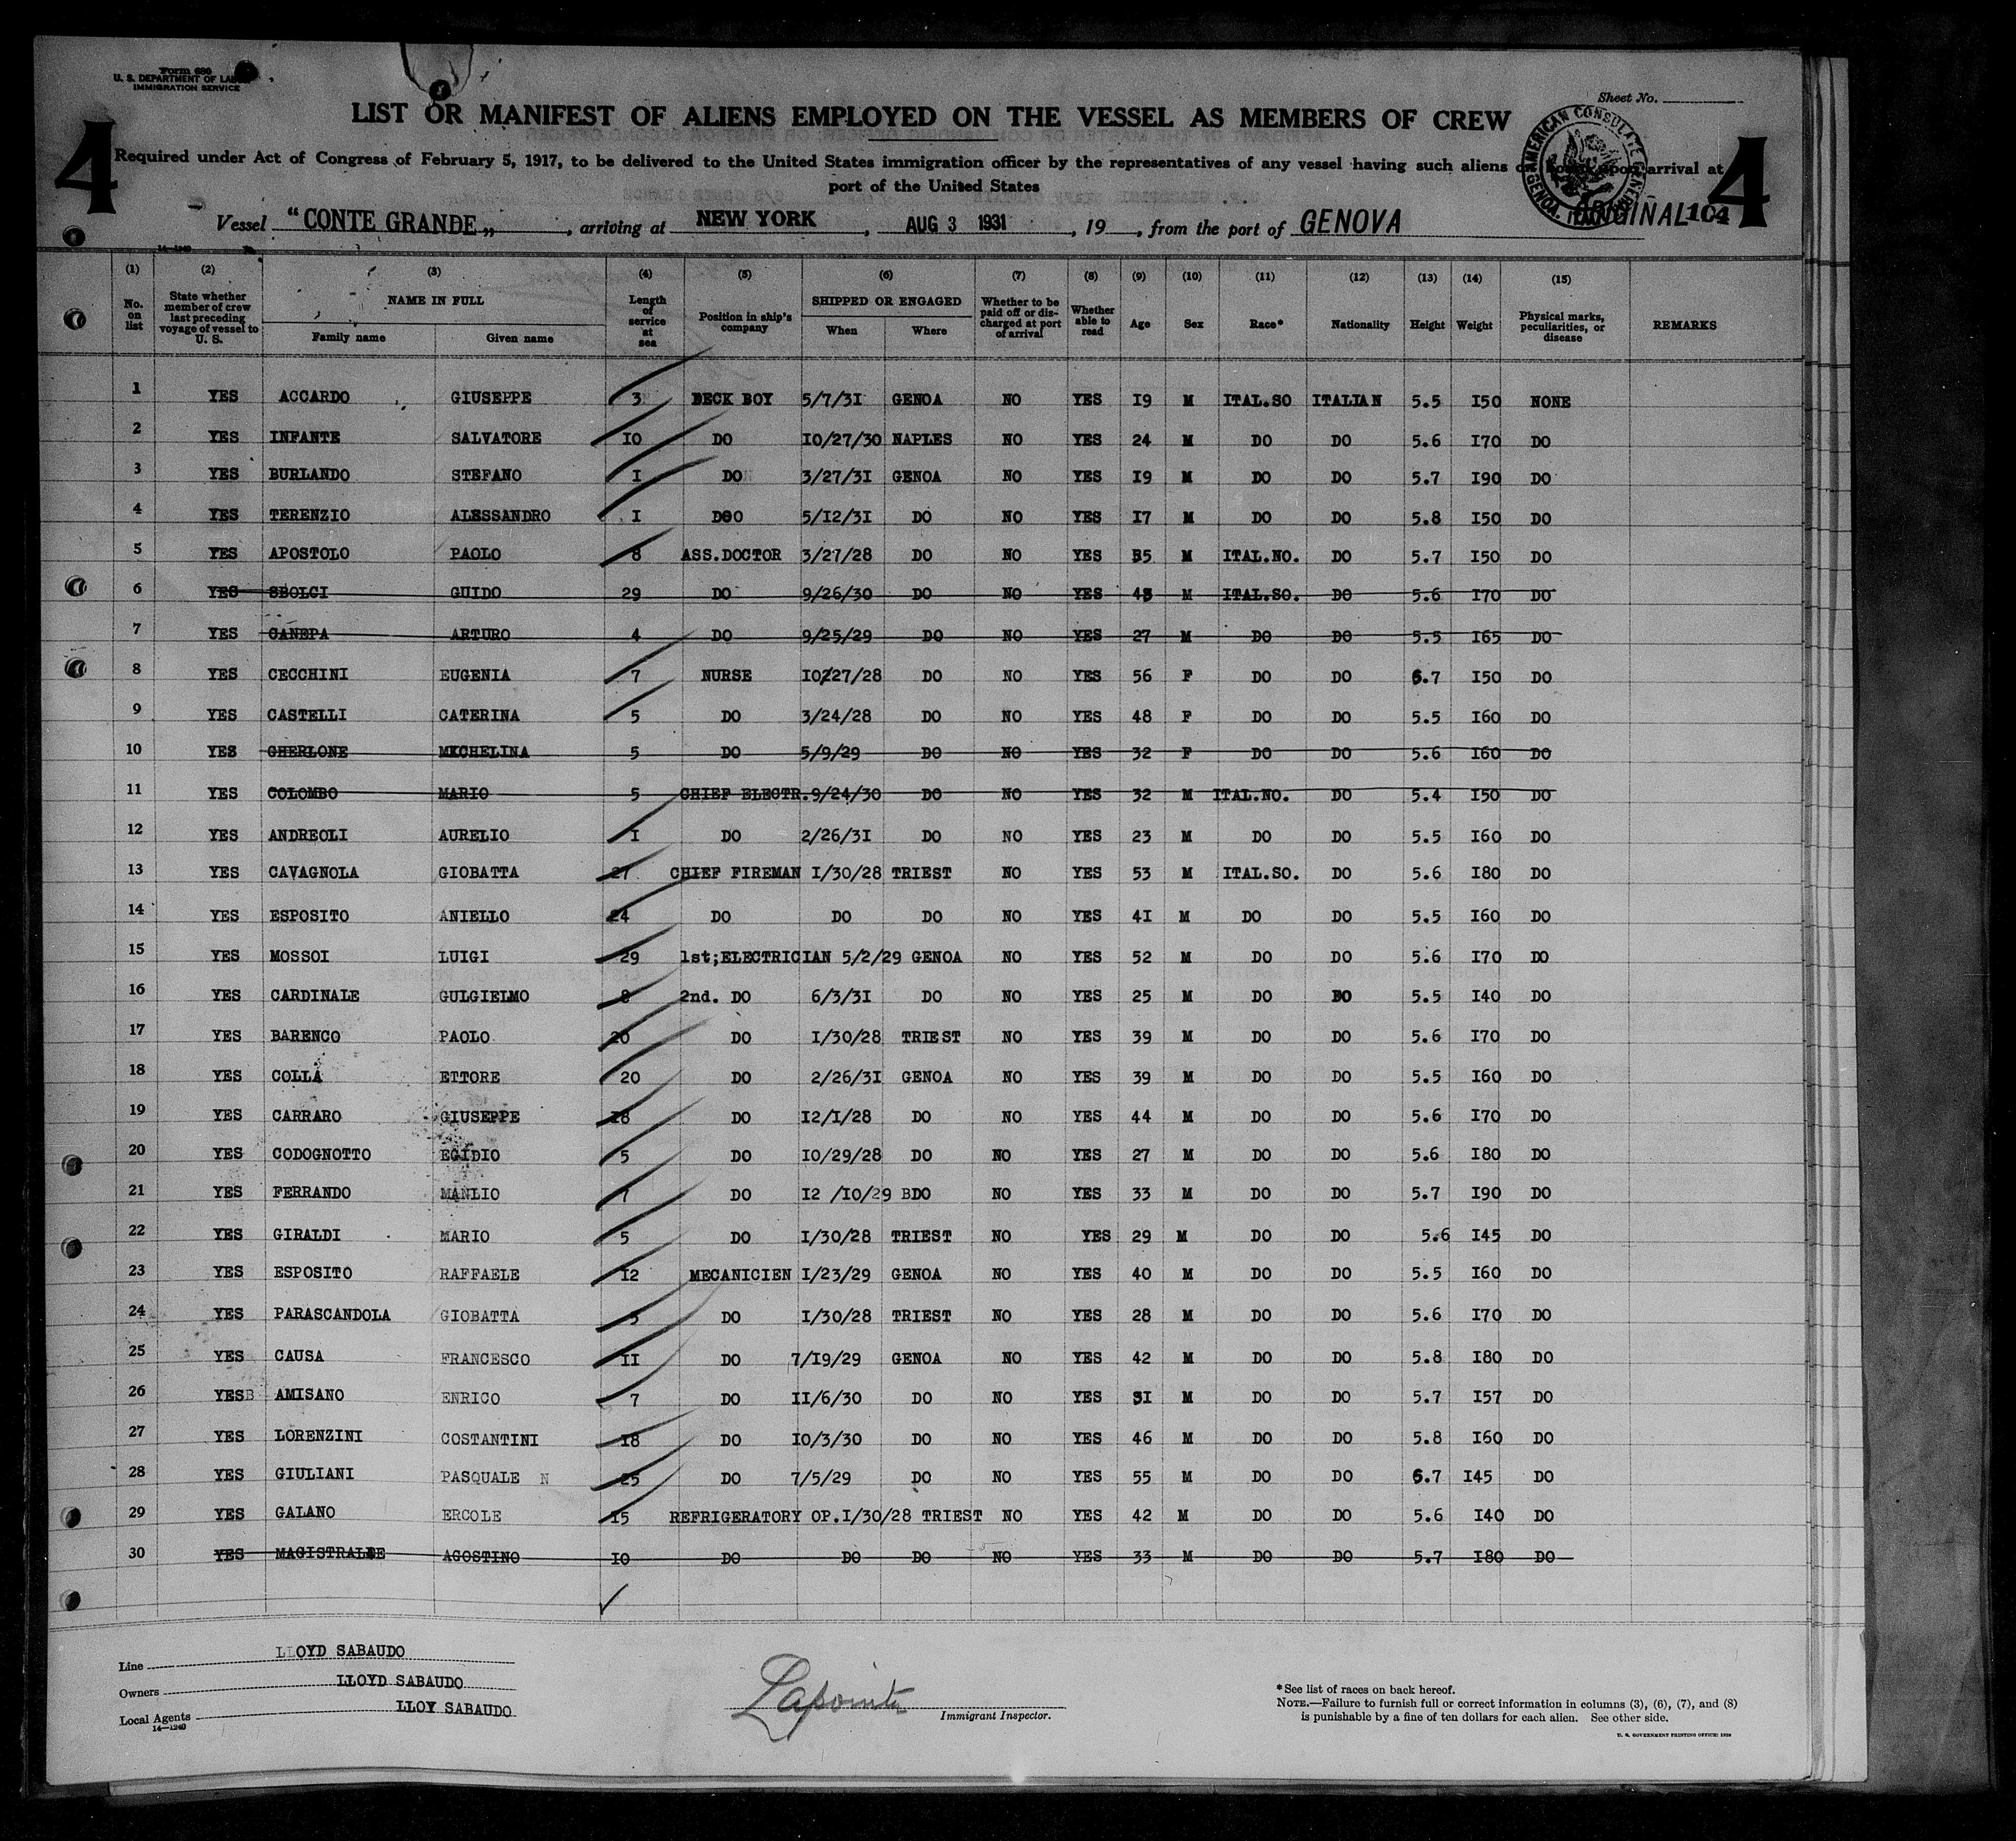 Form 680
U. S. DEPARTMENT OF LABOR
IMMIGRATION SERVICE
Sheet No.
LIST OR MANIFEST OF ALIENS EMPLOYED ON THE VESSEL AS MEMBERS OF CREW
4 4
Required under Act of Congress of February 5, 1917, to be delivered to the United States immigration officer by the representatives of any vessel having such aliens on board upon arrival at
port of the United States
AMERICAN CONSULATE GENERAL GENOA, ITALY
ORIGINAL 104
Vessel "CONTE GRANDE", arriving at NEW YORK, AUG 3 1931, 19 , from the port of GENOVA
14-1240
(1) (2) (3) (4) (5) (6) (7) (8) (9) (10) (11) (12) (13) (14) (15)
No. on list State whether member of crew last preceding voyage of vessel to U. S. NAME IN FULL Family name Given name Length of service at sea Position in ship's company SHIPPED OR ENGAGED When Where Whether to be paid off or discharged at port of arrival Whether able to read Age Sex Race* Nationality Height Weight Physical marks, peculiarities, or disease REMARKS
1 YES ACCARDO GIUSEPPE 3 DECK BOY 5/7/31 GENOA NO YES 19 M ITAL.SO ITALIAN 5.5 150 NONE
2 YES INFANTE SALVATORE 10 DO 10/27/30 NAPLES NO YES 24 M DO DO 5.6 170 DO
3 YES BURLANDO STEFANO 1 DO 3/27/31 GENOA NO YES 19 M DO DO 5.7 190 DO
4 YES TERENZIO ALESSANDRO 1 DOO 5/12/31 DO NO YES 17 M DO DO 5.8 150 DO
5 YES APOSTOLO PAOLO 8 ASS.DOCTOR 3/27/28 DO NO YES 35 M ITAL.NO. DO 5.7 150 DO
6 YES SBOLCI GUIDO 29 DO 9/26/30 DO NO YES 43 M ITAL.SO. DO 5.6 170 DO
7 YES CANEPA ARTURO 4 DO 9/25/29 DO NO YES 27 M DO DO 5.5 165 DO
8 YES CECCHINI EUGENIA 7 NURSE 10/27/28 DO NO YES 56 F DO DO 5.7 150 DO
9 YES CASTELLI CATERINA 5 DO 3/24/28 DO NO YES 48 F DO DO 5.5 160 DO
10 YES GHERLONE MICHELINA 5 DO 5/9/29 DO NO YES 32 F DO DO 5.6 160 DO
11 YES COLOMBO MARIO 5 CHIEF ELECTR. 9/24/30 DO NO YES 32 M ITAL.NO. DO 5.4 150 DO
12 YES ANDREOLI AURELIO 1 DO 2/26/31 DO NO YES 23 M DO DO 5.5 160 DO
13 YES CAVAGNOLA GIOBATTA 27 CHIEF FIREMAN 1/30/28 TRIEST NO YES 53 M ITAL.SO. DO 5.6 180 DO
14 YES ESPOSITO ANIELLO 24 DO DO DO NO YES 41 M DO DO 5.5 160 DO
15 YES MOSSOI LUIGI 29 1st;ELECTRICIAN 5/2/29 GENOA NO YES 52 M DO DO 5.6 170 DO
16 YES CARDINALE GULGIELMO 8 2nd. DO 6/3/31 DO NO YES 25 M DO DO 5.5 140 DO
17 YES BARENCO PAOLO 20 DO 1/30/28 TRIEST NO YES 39 M DO DO 5.6 170 DO
18 YES COLLA ETTORE 20 DO 2/26/31 GENOA NO YES 39 M DO DO 5.5 160 DO
19 YES CARRARO GIUSEPPE 18 DO 12/1/28 DO NO YES 44 M DO DO 5.6 170 DO
20 YES CODOGNOTTO EGIDIO 5 DO 10/29/28 DO NO YES 27 M DO DO 5.6 180 DO
21 YES FERRANDO MANLIO 7 DO 12 /10/29 BDO NO YES 33 M DO DO 5.7 190 DO
22 YES GIRALDI MARIO 5 DO 1/30/28 TRIEST NO YES 29 M DO DO 5.6 145 DO
23 YES ESPOSITO RAFFAELE 12 MECANICIEN 1/23/29 GENOA NO YES 40 M DO DO 5.5 160 DO
24 YES PARASCANDOLA GIOBATTA 5 DO 1/30/28 TRIEST NO YES 28 M DO DO 5.6 170 DO
25 YES CAUSA FRANCESCO 11 DO 7/19/29 GENOA NO YES 42 M DO DO 5.8 180 DO
26 YESB AMISANO ENRICO 7 DO 11/6/30 DO NO YES 31 M DO DO 5.7 157 DO
27 YES LORENZINI COSTANTINI 18 DO 10/3/30 DO NO YES 46 M DO DO 5.8 160 DO
28 YES GIULIANI PASQUALE N 25 DO 7/5/29 DO NO YES 55 M DO DO 5.7 145 DO
29 YES GALANO ERCOLE 15 REFRIGERATORY OP. 1/30/28 TRIEST NO YES 42 M DO DO 5.6 140 DO
30 YES MAGISTRALDE AGOSTINO 10 DO DO DO NO YES 33 M DO DO 5.7 180 DO
Line LLOYD SABAUDO
Owners LLOYD SABAUDO
Local Agents LLOY SABAUDO
14-1240
Lapointe
Immigrant Inspector.
*See list of races on back hereof.
NOTE.—Failure to furnish full or correct information in columns (3), (6), (7), and (8)
is punishable by a fine of ten dollars for each alien. See other side.
U. S. GOVERNMENT PRINTING OFFICE: 1929